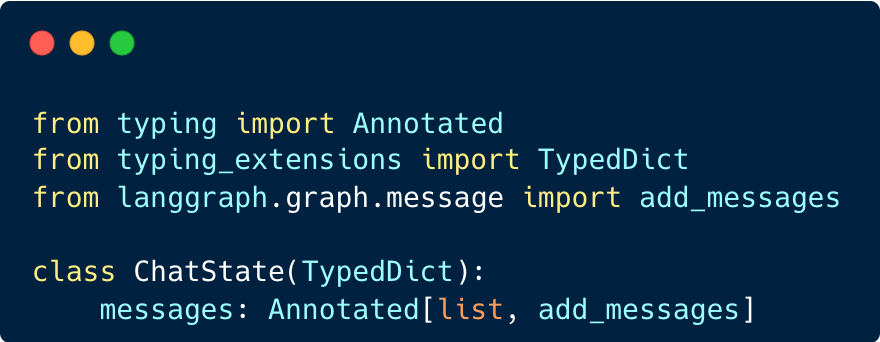 from typing import Annotated
from typing_extensions import TypedDict
from langgraph.graph.message import add_messages
class ChatState(TypedDict):
    messages: Annotated[list, add_messages]